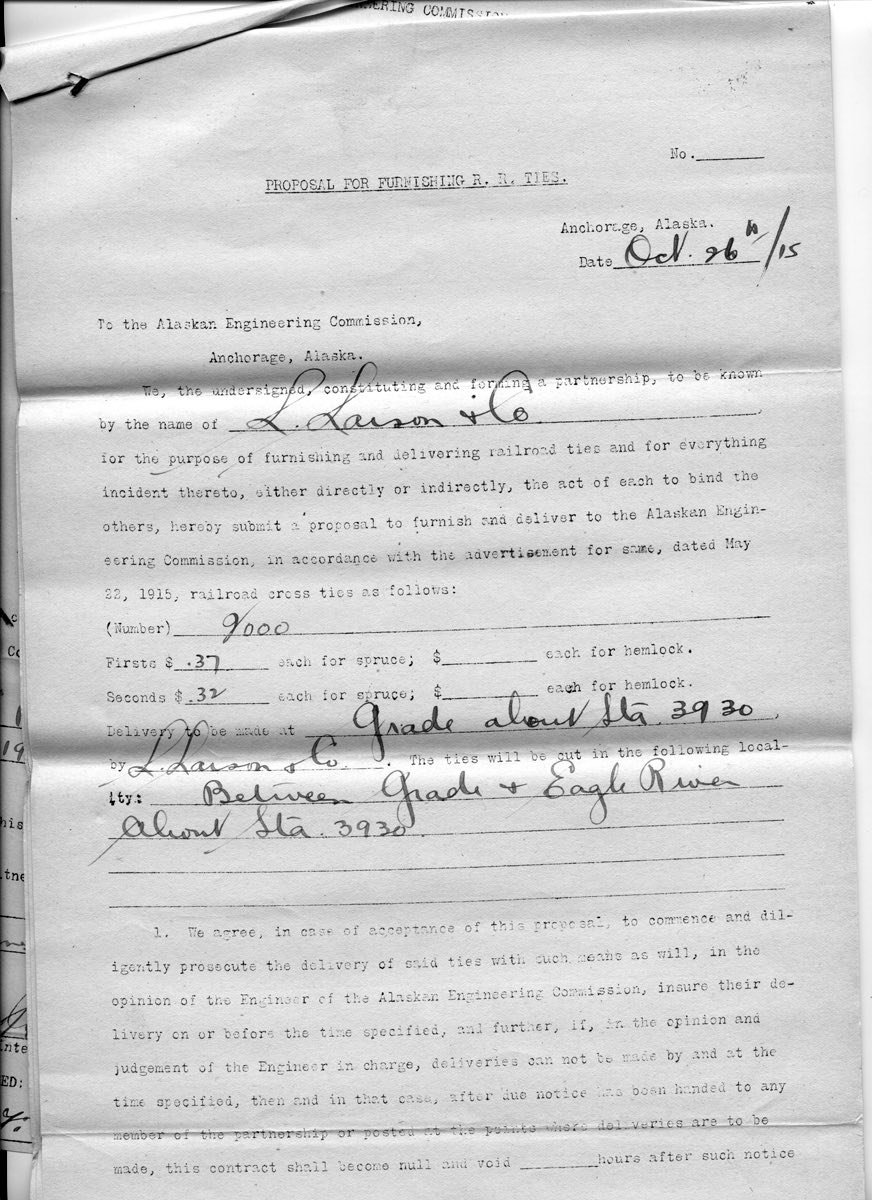 ERING COMMISSION
No.
PROPOSAL FOR FURNISHING R. R. TIES.
Anchorage, Alaska.
Date Oct. 26th/15
To the Alaskan Engineering Commission,
Anchorage, Alaska.
We, the undersigned, constituting and forming a partnership, to be known
by the name of L. Larson & Co
for the purpose of furnishing and delivering railroad ties and for everything
incident thereto, either directly or indirectly, the act of each to bind the
others, hereby submit a proposal to furnish and deliver to the Alaskan Engin-
eering Commission, in accordance with the advertisement for same, dated May
22, 1915, railroad cross ties as follows:
(Number) 9000
Firsts $ .37 each for spruce; $ each for hemlock.
Seconds $ .32 each for spruce; $ each for hemlock.
Delivery to be made at Grade about Sta. 3930,
by L. Larson & Co. . The ties will be cut in the following local-
ity: Between Grade & Eagle River
About Sta. 3930.
1. We agree, in case of acceptance of this proposal, to commence and dil-
igently prosecute the delivery of said ties with such means as will, in the
opinion of the Engineer of the Alaskan Engineering Commission, insure their de-
livery on or before the time specified, and further, if, in the opinion and
judgement of the Engineer in charge, deliveries can not be made by and at the
time specified, then and in that case, after due notice has been handed to any
member of the partnership or posted at the points where deliveries are to be
made, this contract shall become null and void hours after such notice